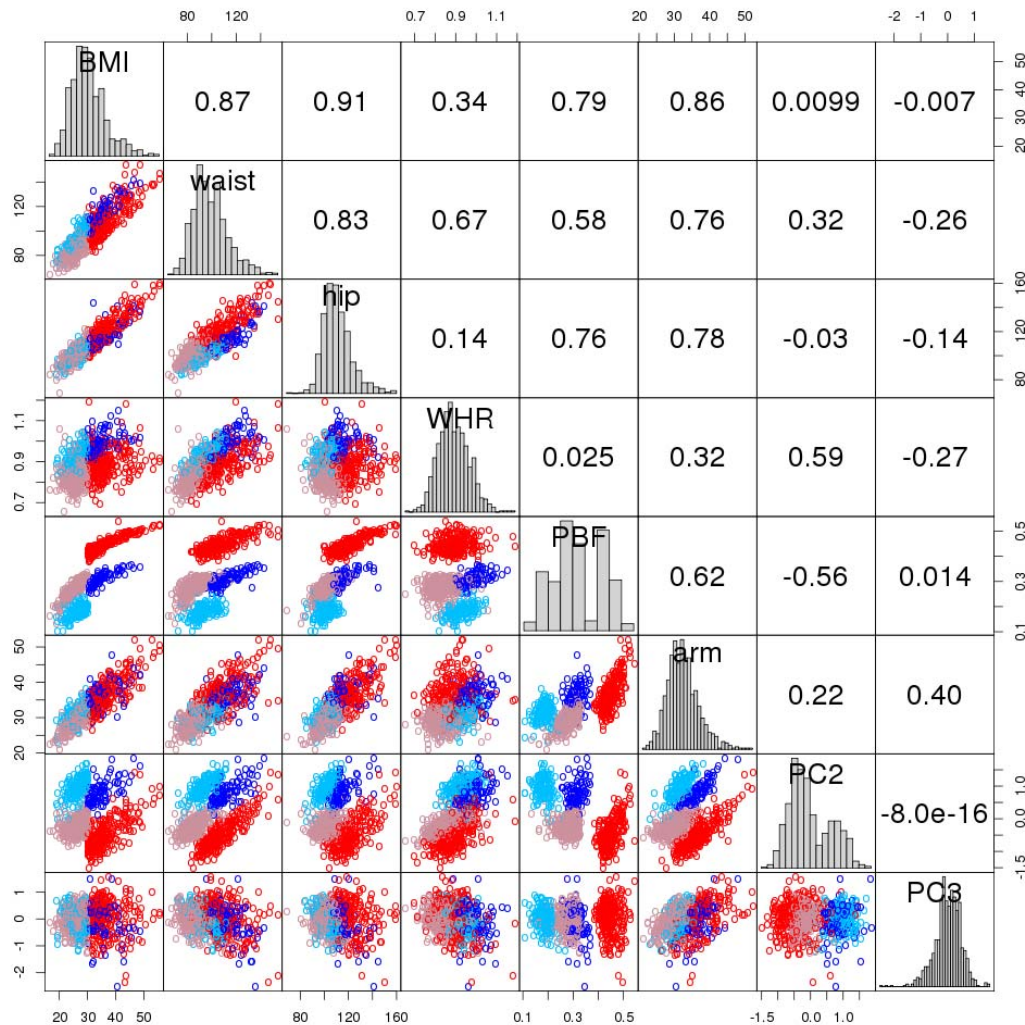 80 120 0.7 0.9 1.1 20 30 40 50 -2 -1 0 1
BMI 0.87 0.91 0.34 0.79 0.86 0.0099 -0.007
20 30 40 50
80 120
waist 0.83 0.67 0.58 0.76 0.32 -0.26
hip 0.14 0.76 0.78 -0.03 -0.14
80 120 160
0.7 0.9 1.1
WHR 0.025 0.32 0.59 -0.27
PBF 0.62 -0.56 0.014
0.1 0.3 0.5
20 30 40 50
arm 0.22 0.40
PC2 -8.0e-16
-1.5 0.0 1.0
-2 -1 0 1
PC3
20 30 40 50 80 120 160 0.1 0.3 0.5 -1.5 0.0 1.0